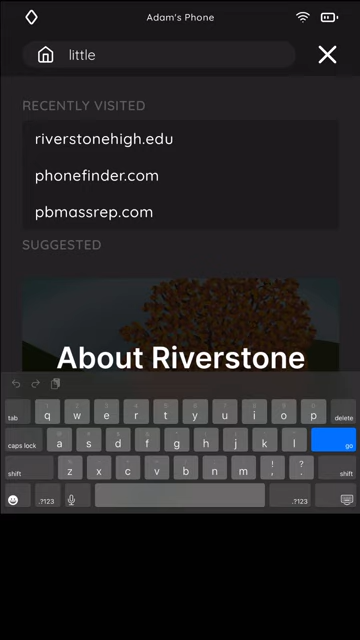 Adam's Phone
little
RECENTLY VISITED
riverstonehigh.edu
phonefinder.com
pbmassrep.com
SUGGESTED
About Riverstone
tab q w e r t y u i o p delete
caps lock a s d f g h j k l go
shift z x c v b n m ! , ? . shift
.?123 .?123